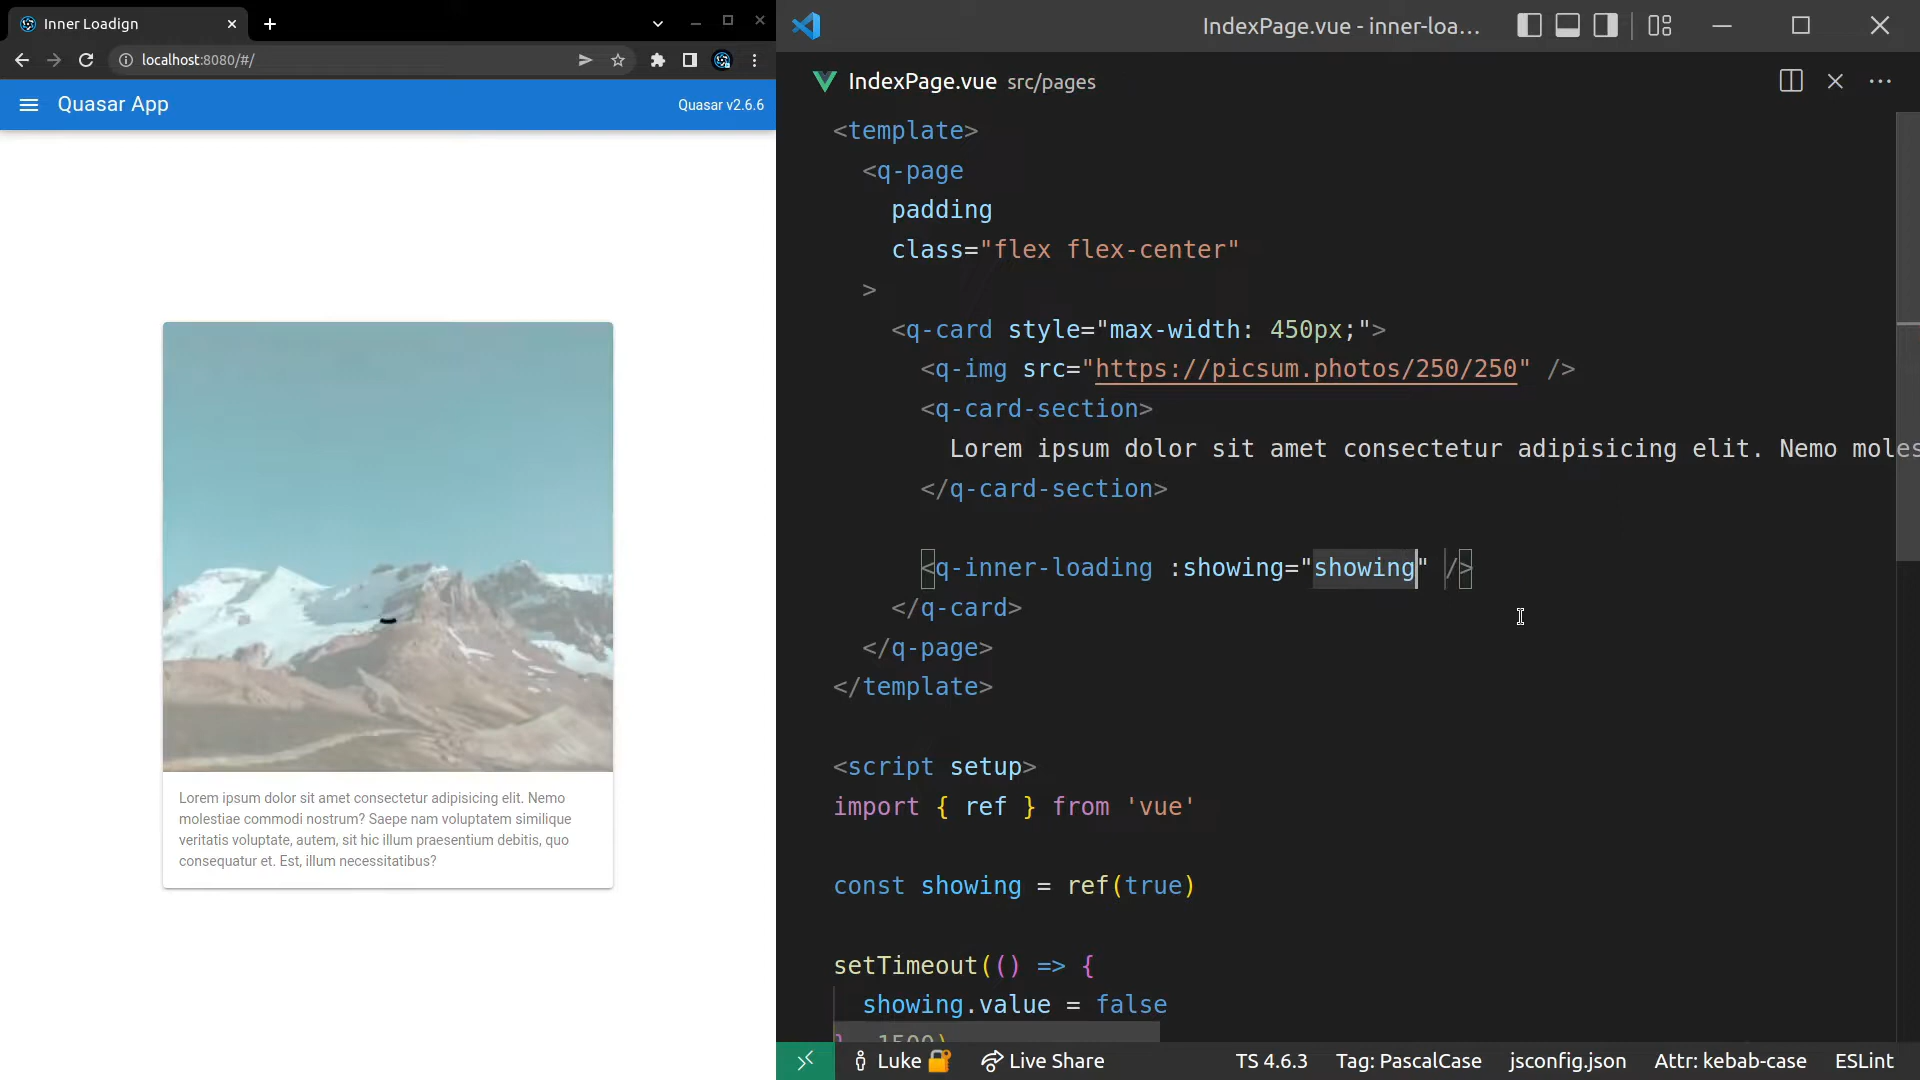 Inner Loadign
localhost:8080/#/
Quasar App
Quasar v2.6.6
Lorem ipsum dolor sit amet consectetur adipisicing elit. Nemo
molestiae commodi nostrum? Saepe nam voluptatem similique
veritatis voluptate, autem, sit hic illum praesentium debitis, quo
consequatur et. Est, illum necessitatibus?
IndexPage.vue - inner-loa...
IndexPage.vue src/pages
<template>
<q-page
padding
class="flex flex-center"
>
<q-card style="max-width: 450px;">
<q-img src="https://picsum.photos/250/250" />
<q-card-section>
Lorem ipsum dolor sit amet consectetur adipisicing elit. Nemo moles
</q-card-section>
<q-inner-loading :showing="showing" />
</q-card>
</q-page>
</template>
<script setup>
import { ref } from 'vue'
const showing = ref(true)
setTimeout(() => {
showing.value = false
}, 1500)
Luke 🔐 Live Share TS 4.6.3 Tag: PascalCase jsconfig.json Attr: kebab-case ESLint